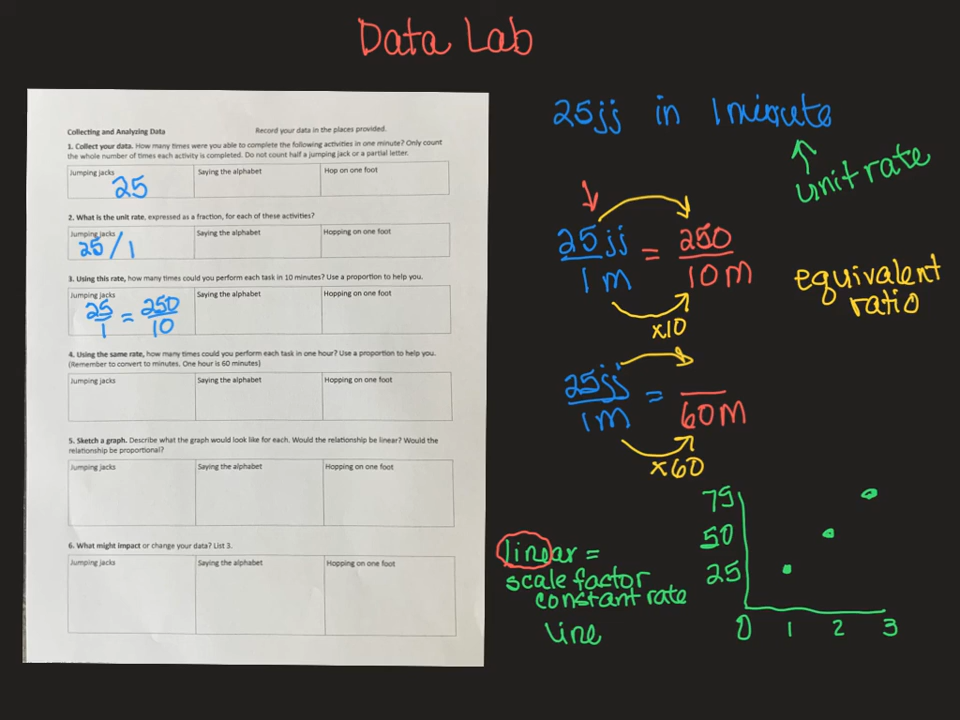 Data Lab
Collecting and Analyzing Data
Record your data in the places provided.
1. Collect your data. How many times were you able to complete the following activities in one minute? Only count
the whole number of times each activity is completed. Do not count half a jumping jack or a partial letter.
Jumping jacks
Saying the alphabet
Hop on one foot
25
2. What is the unit rate, expressed as a fraction, for each of these activities?
Jumping jacks
Saying the alphabet
Hopping on one foot
25/1
3. Using this rate, how many times could you perform each task in 10 minutes? Use a proportion to help you.
Jumping jacks
Saying the alphabet
Hopping on one foot
25/1 = 250/10
4. Using the same rate, how many times could you perform each task in one hour? Use a proportion to help you.
(Remember to convert to minutes. One hour is 60 minutes)
Jumping jacks
Saying the alphabet
Hopping on one foot
5. Sketch a graph. Describe what the graph would look like for each. Would the relationship be linear? Would the
relationship be proportional?
Jumping jacks
Saying the alphabet
Hopping on one foot
6. What might impact or change your data? List 3.
Jumping jacks
Saying the alphabet
Hopping on one foot
25jj in 1 minute
unit rate
25jj = 250
1m 10m
x10
equivalent
ratio
25jj =
1m 60m
x60
linear =
scale factor
constant rate
line
75
50
25
0 1 2 3